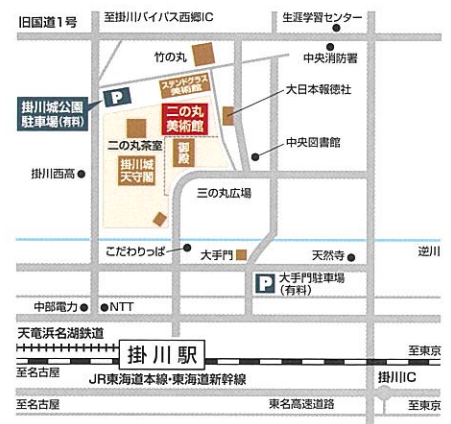 旧国道1号
至掛川バイパス西郷IC
生涯学習センター
竹の丸
中央消防署
ステンドグラス
美術館
大日本報徳社
P
掛川城公園
駐車場(有料)
二の丸
美術館
中央図書館
二の丸茶室
御殿
掛川城
天守閣
掛川西高
三の丸広場
こだわりっぱ
大手門
天然寺
逆川
P
大手門駐車場
(有料)
中部電力
NTT
天竜浜名湖鉄道
掛川駅
至東京
至名古屋
JR東海道本線・東海道新幹線
掛川IC
至名古屋
東名高速道路
至東京